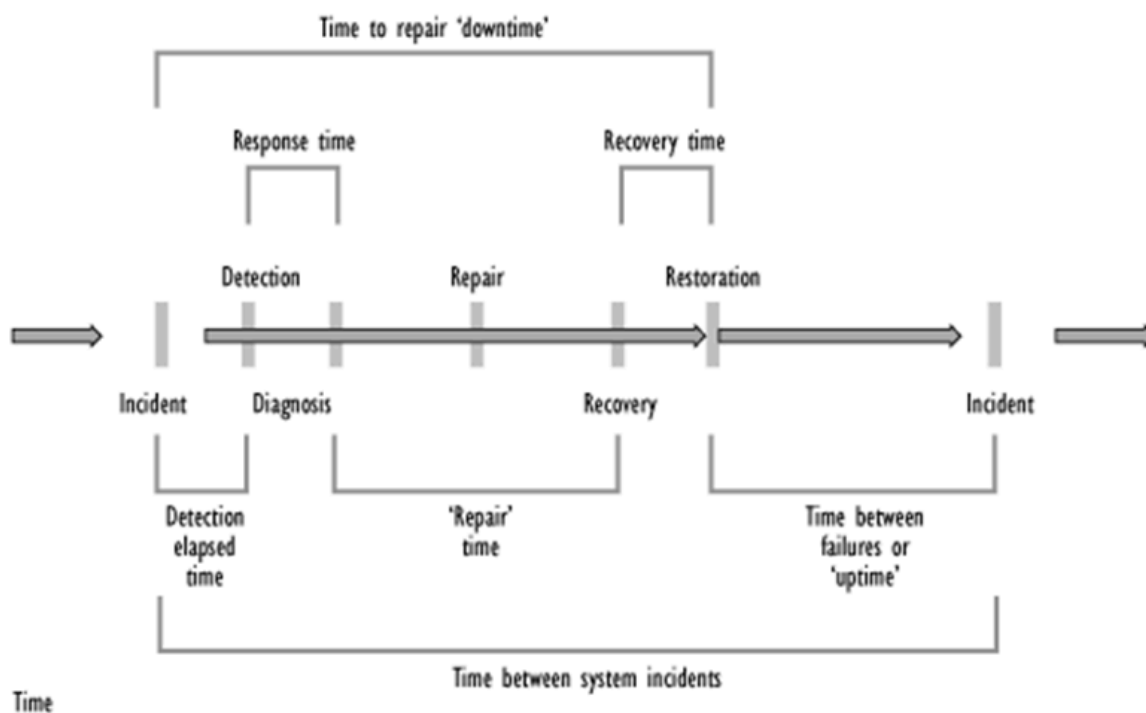 Time to repair ‘downtime’
Response time
Recovery time
Detection
Repair
Restoration
Incident
Diagnosis
Recovery
Incident
Detection
elapsed
time
‘Repair’
time
Time between
failures or
‘uptime’
Time between system incidents
Time